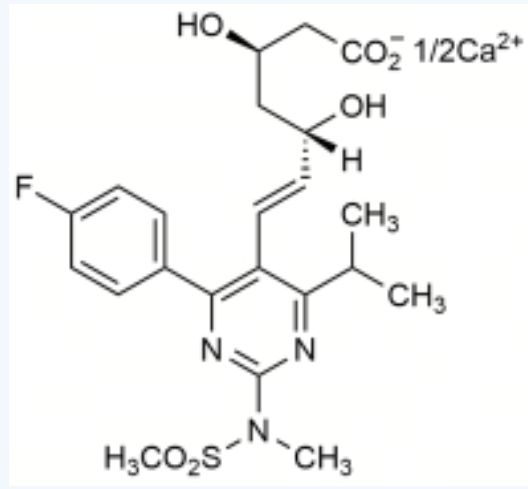 HO
CO₂⁻ 1/2Ca²⁺
OH
H
F
CH₃
CH₃
N N
N
H₃CO₂S CH₃